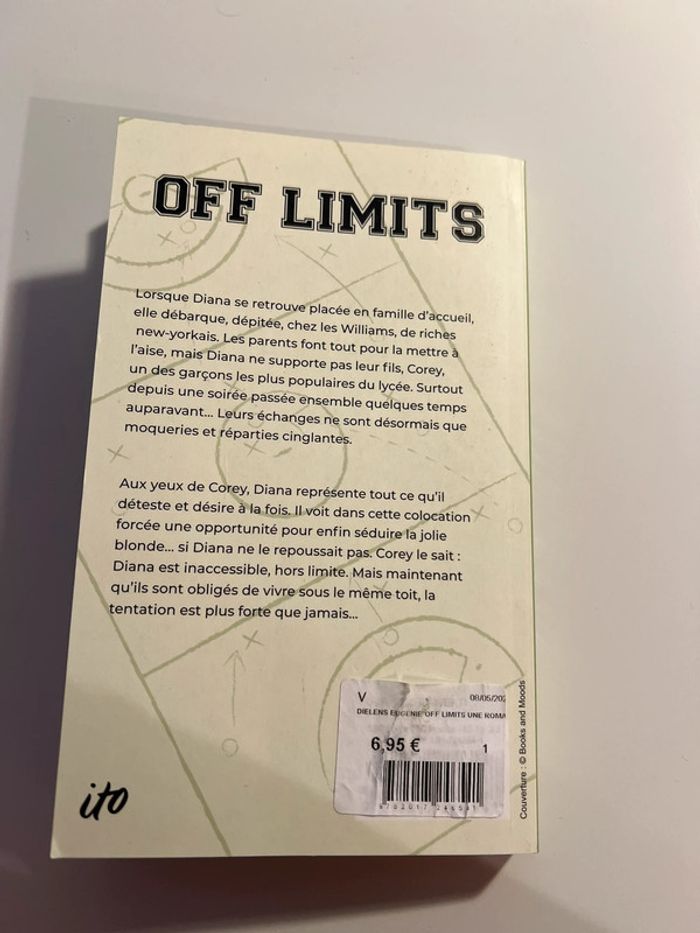 OFF LIMITS
Lorsque Diana se retrouve placée en famille d'accueil,
elle débarque, dépitée, chez les Williams, de riches
new-yorkais. Les parents font tout pour la mettre à
l'aise, mais Diana ne supporte pas leur fils, Corey,
un des garçons les plus populaires du lycée. Surtout
depuis une soirée passée ensemble quelques temps
auparavant... Leurs échanges ne sont désormais que
moqueries et réparties cinglantes.
Aux yeux de Corey, Diana représente tout ce qu'il
déteste et désire à la fois. Il voit dans cette colocation
forcée une opportunité pour enfin séduire la jolie
blonde... si Diana ne le repoussait pas. Corey le sait :
Diana est inaccessible, hors limite. Mais maintenant
qu'ils sont obligés de vivre sous le même toit, la
tentation est plus forte que jamais...
V 08/05/202
DIELENS EUGENIE OFF LIMITS UNE ROMA
6,95 € 1
ito
Couverture : © Books and Moods